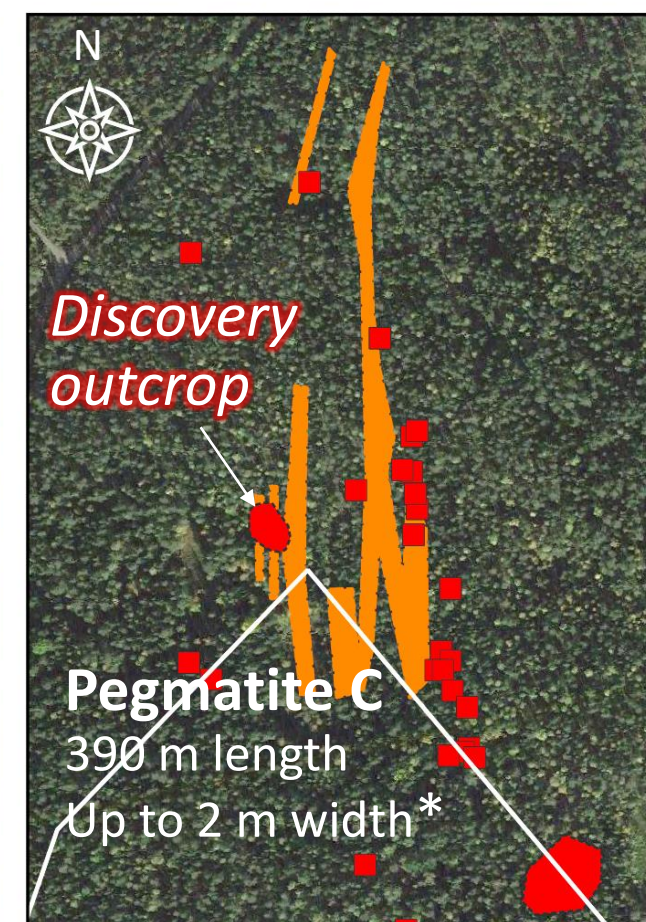 N
Discovery
outcrop
Pegmatite C
390 m length
Up to 2 m width*